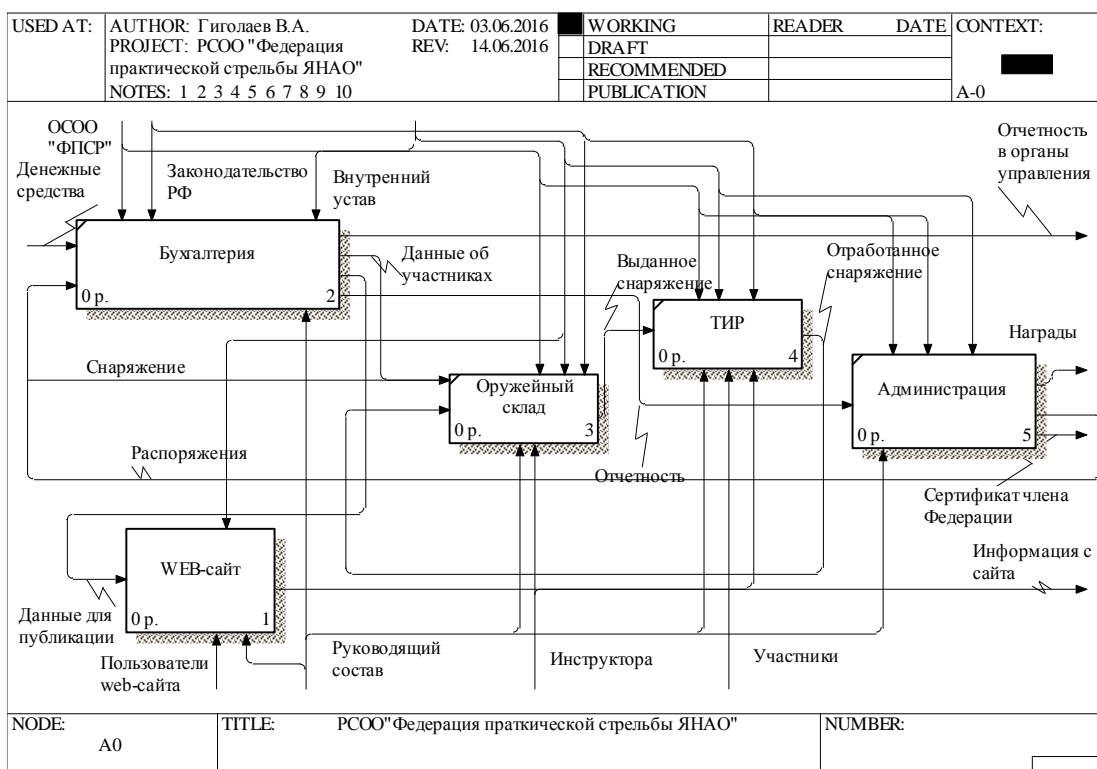 USED AT:
AUTHOR: Гиголаев В.А.
DATE: 03.06.2016
WORKING
READER
DATE
CONTEXT:
PROJECT: РСОО "Федерация
REV: 14.06.2016
DRAFT
практической стрельбы ЯНАО"
RECOMMENDED
NOTES: 1 2 3 4 5 6 7 8 9 10
PUBLICATION
A-0
ОСОО
"ФПСР"
Денежные
средства
Законодательство
РФ
Внутренний
устав
Отчетность
в органы
управления
Бухгалтерия
0 р.
2
Данные об
участниках
Выданное
снаряжение
Отработанное
снаряжение
ТИР
0 р.
4
Награды
Снаряжение
Оружейный
склад
0 р.
3
Администрация
0 р.
5
Распоряжения
Отчетность
Сертификат члена
Федерации
WEB-сайт
0 р.
1
Информация с
сайта
Данные для
публикации
Пользователи
web-сайта
Руководящий
состав
Инструктора
Участники
NODE:
TITLE:
РСОО"Федерация праткической стрельбы ЯНАО"
NUMBER:
A0